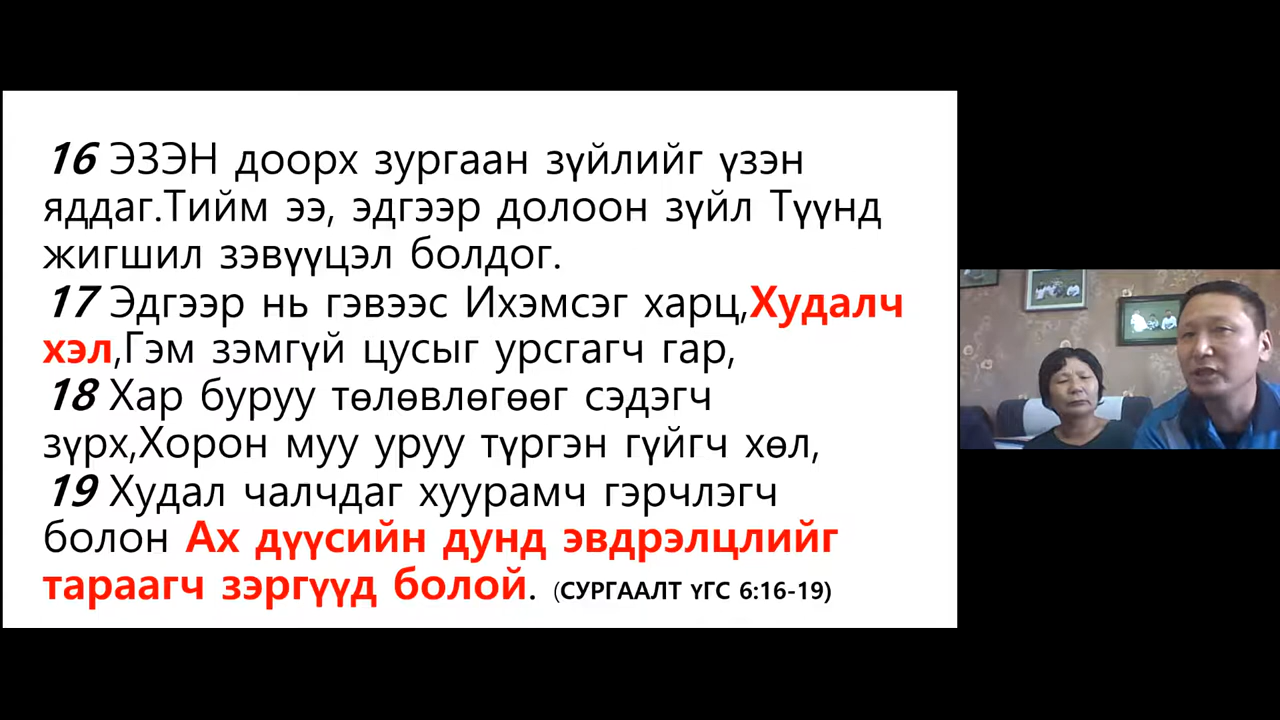 16 ЭЗЭН доорх зургаан зүйлийг үзэн
яддаг.Тийм ээ, эдгээр долоон зүйл Түүнд
жигшил зэвүүцэл болдог.
17 Эдгээр нь гэвээс Ихэмсэг харц,Худалч
хэл,Гэм зэмгүй цусыг урсгагч гар,
18 Хар буруу төлөвлөгөөг сэдэгч
зүрх,Хорон муу уруу түргэн гүйгч хөл,
19 Худал чалчдаг хуурамч гэрчлэгч
болон Ах дүүсийн дунд эвдрэлцлийг
тараагч зэргүүд болой. (СУРГААЛТ ҮГС 6:16-19)